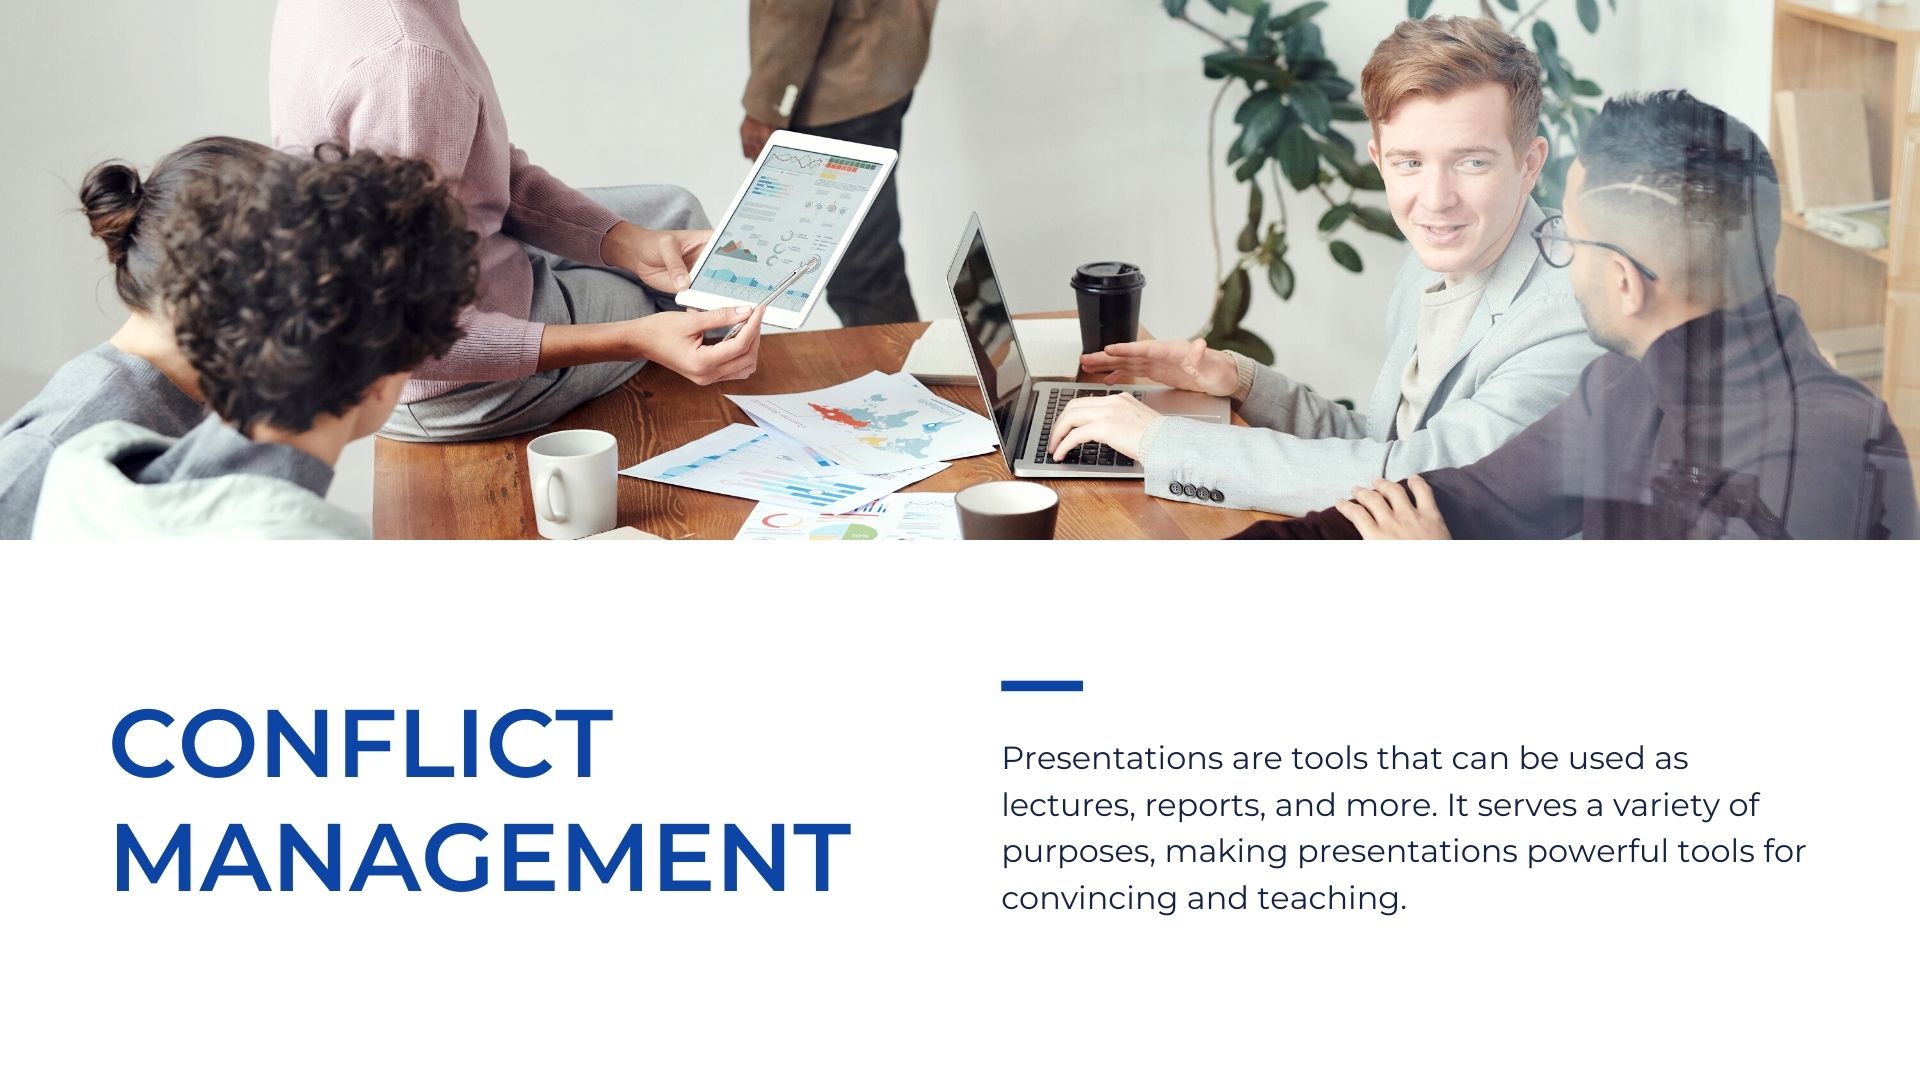 CONFLICT
MANAGEMENT
Presentations are tools that can be used as
lectures, reports, and more. It serves a variety of
purposes, making presentations powerful tools for
convincing and teaching.